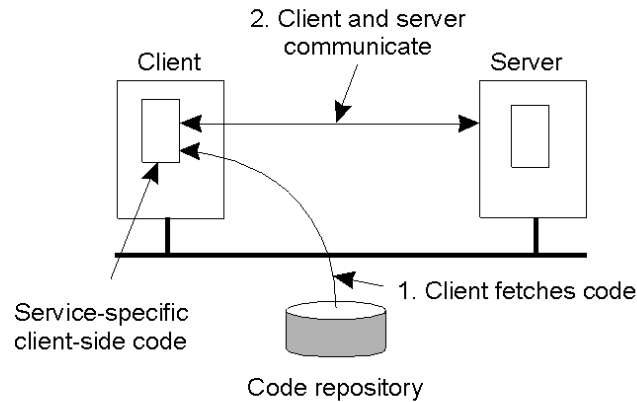 2. Client and server
communicate
Client
Server
1. Client fetches code
Service-specific
client-side code
Code repository